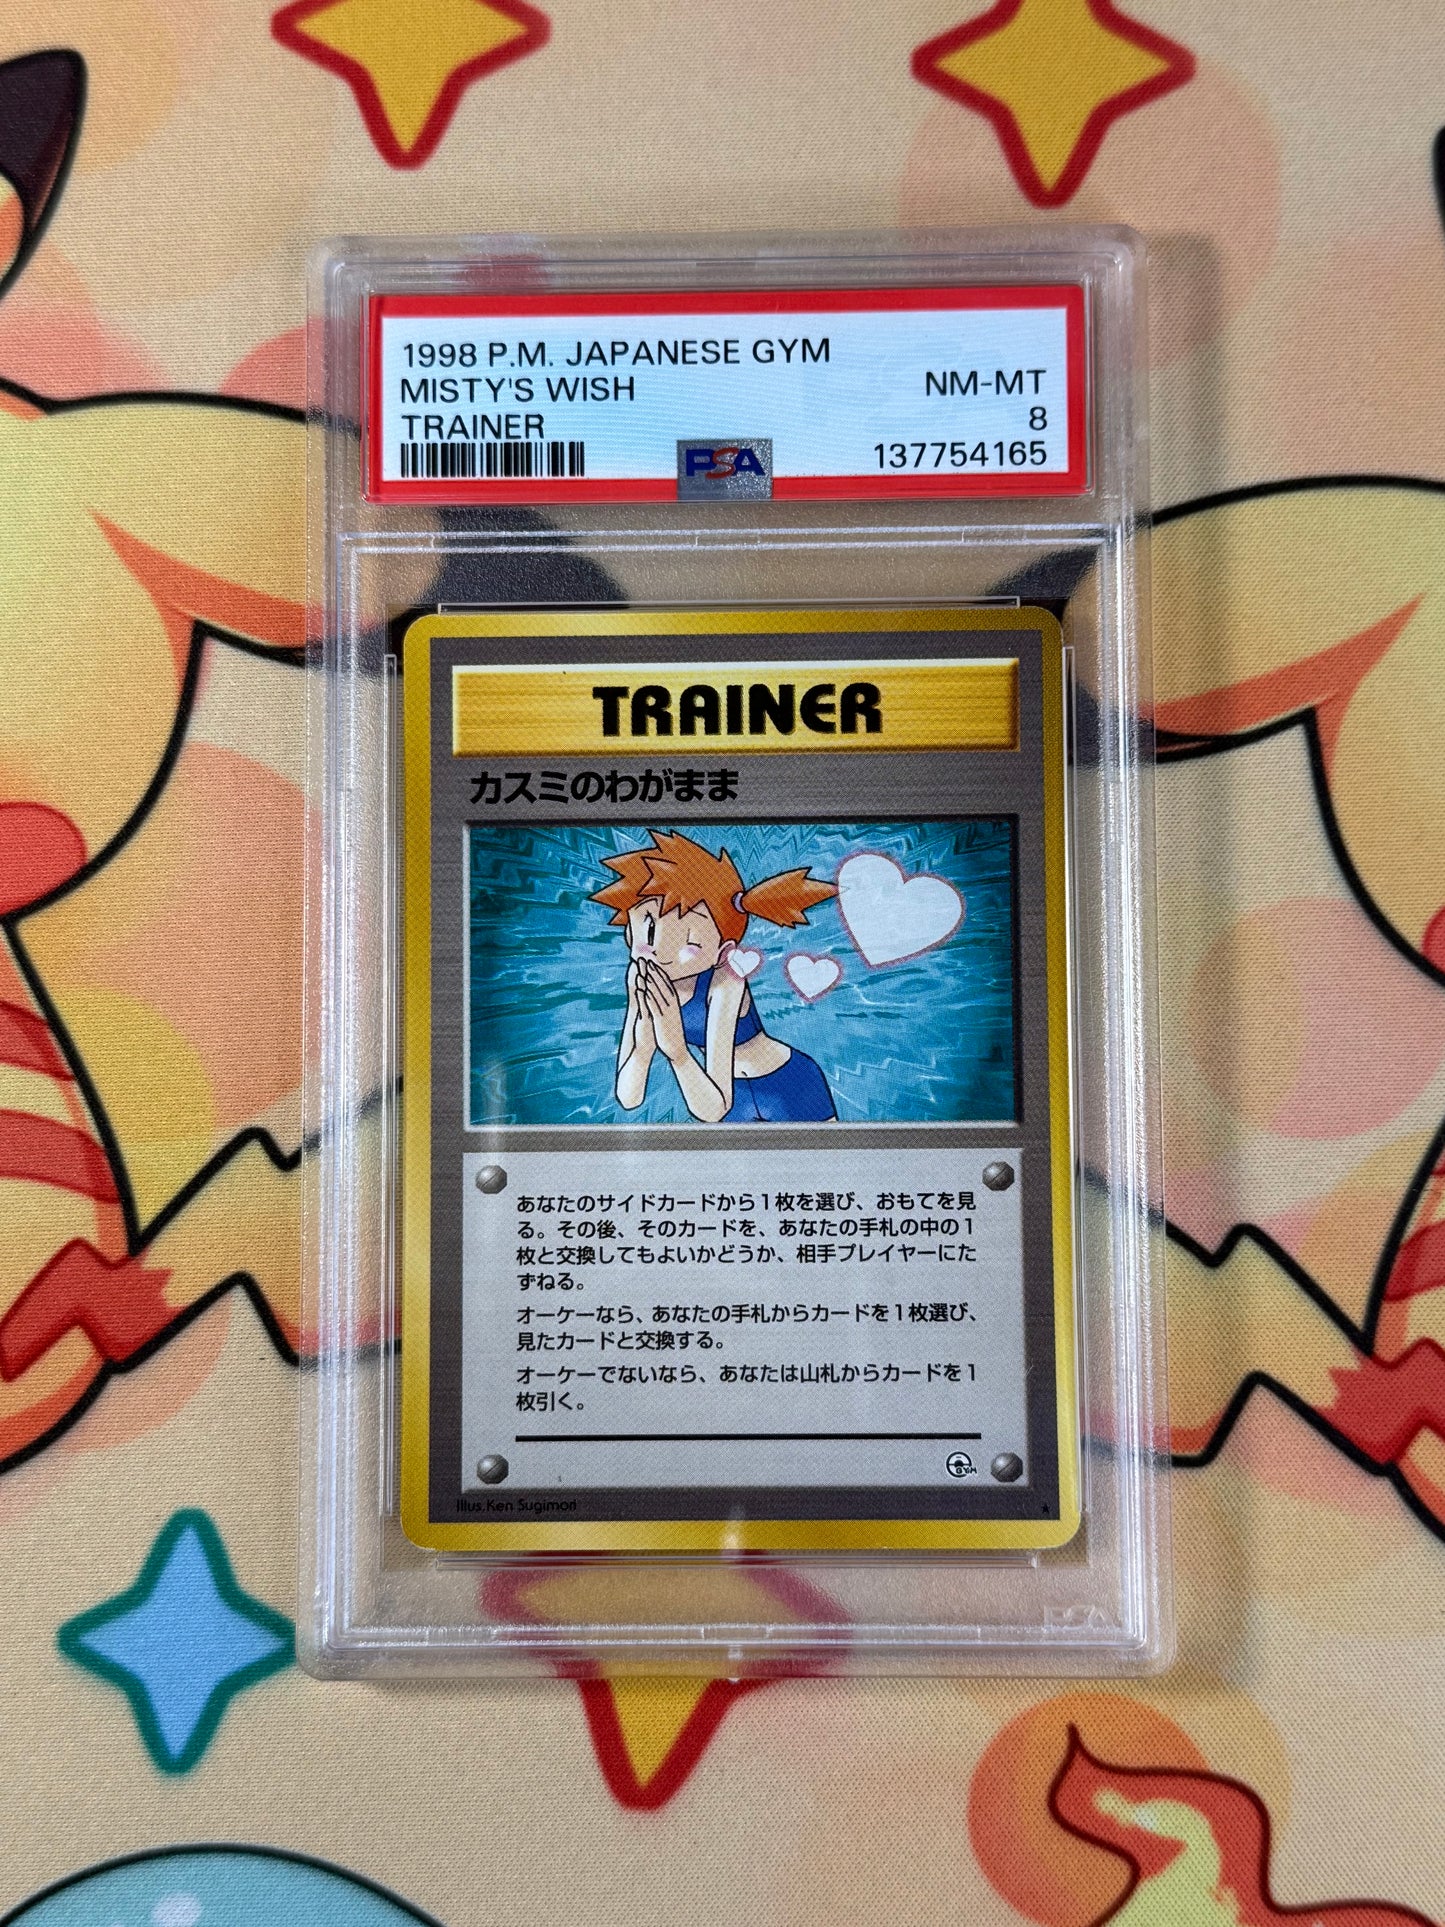 1998 P.M. JAPANESE GYM
MISTY'S WISH
NM-MT
TRAINER
8
PSA
137754165
TRAINER
カスミのわがまま
あなたのサイドカードから1枚を選び、おもてを見
る。その後、そのカードを、あなたの手札の中の1
枚と交換してもよいかどうか、相手プレイヤーにた
ずねる。
オーケーなら、あなたの手札からカードを1枚選び、
見たカードと交換する。
オーケーでないなら、あなたは山札からカードを1
枚引く。
GYM
Illus.Ken Sugimori
★
PSA